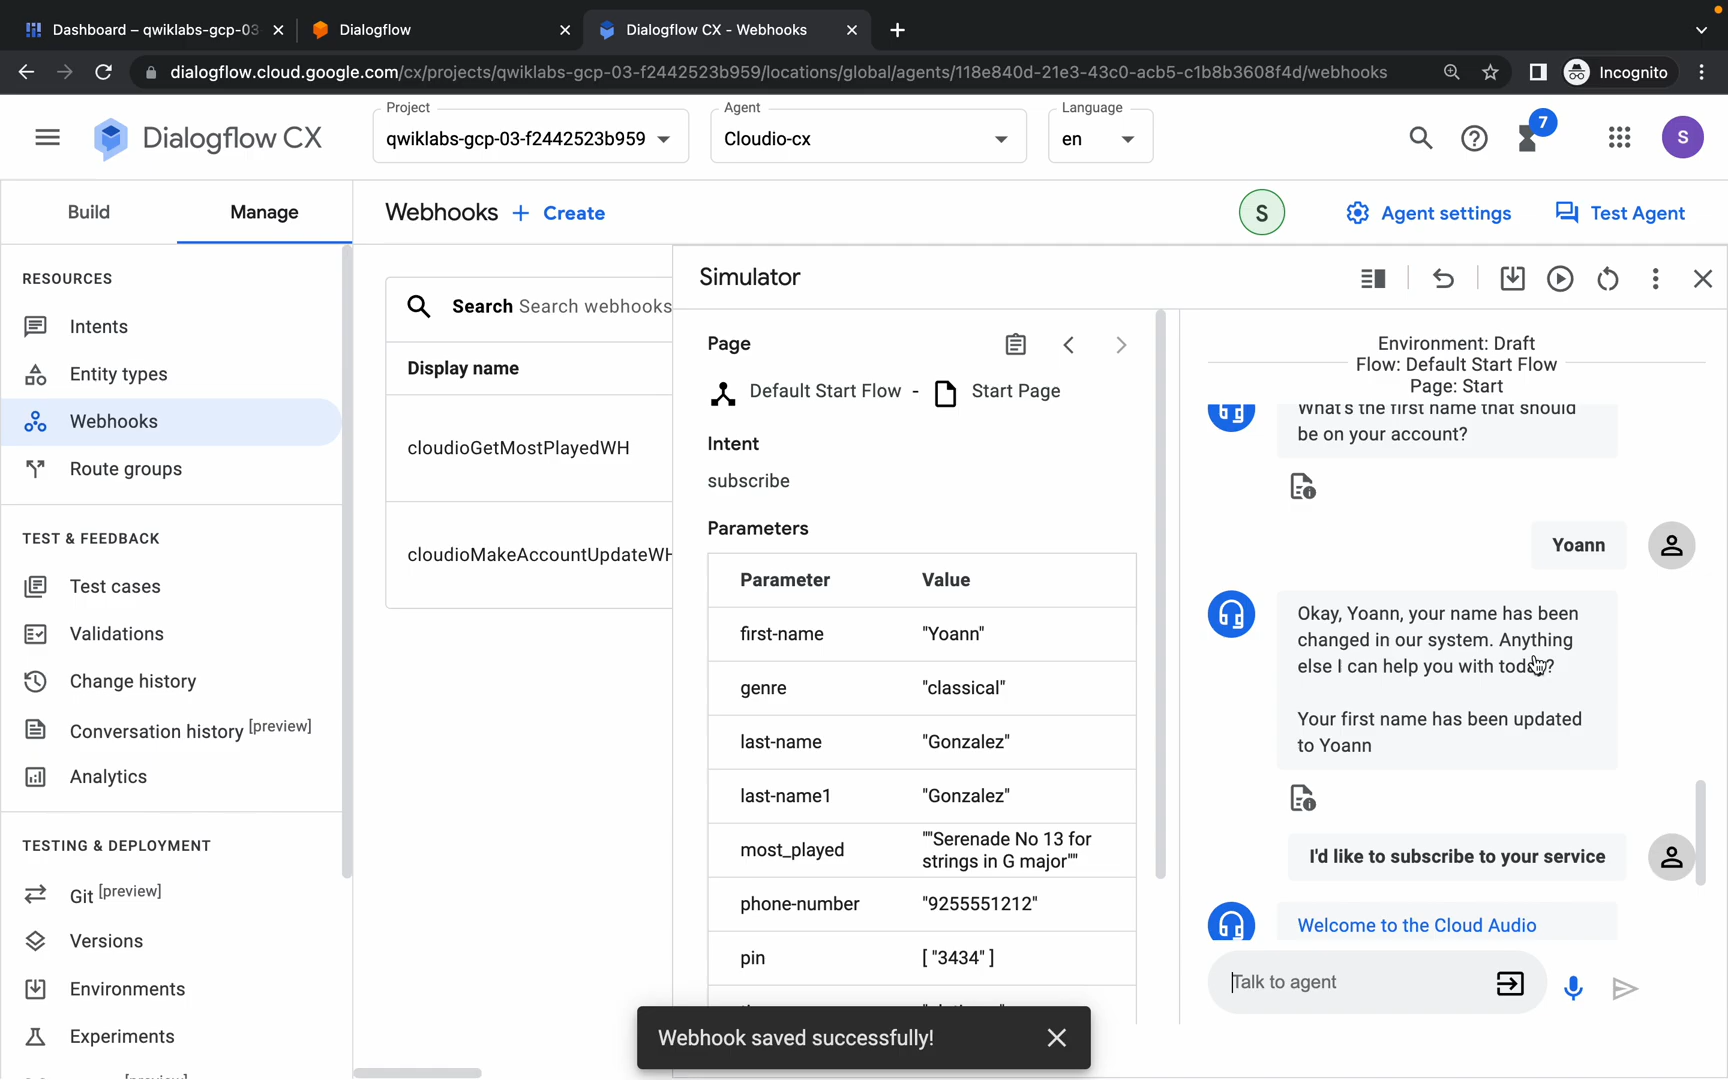 Dashboard – qwiklabs-gcp-03
Dialogflow
Dialogflow CX - Webhooks
dialogflow.cloud.google.com/cx/projects/qwiklabs-gcp-03-f2442523b959/locations/global/agents/118e840d-21e3-43c0-acb5-c1b8b3608f4d/webhooks
Incognito
Dialogflow CX
Project
qwiklabs-gcp-03-f2442523b959
Agent
Cloudio-cx
Language
en
7
S
Build
Manage
Webhooks
Create
S
Agent settings
Test Agent
RESOURCES
Intents
Entity types
Webhooks
Route groups
TEST & FEEDBACK
Test cases
Validations
Change history
Conversation history [preview]
Analytics
TESTING & DEPLOYMENT
Git [preview]
Versions
Environments
Experiments
[preview]
Search Search webhooks
Display name
cloudioGetMostPlayedWH
cloudioMakeAccountUpdateWH
Simulator
Page
Default Start Flow - Start Page
Intent
subscribe
Parameters
Parameter Value
first-name "Yoann"
genre "classical"
last-name "Gonzalez"
last-name1 "Gonzalez"
most_played ""Serenade No 13 for
strings in G major""
phone-number "9255551212"
pin [ "3434" ]
Environment: Draft
Flow: Default Start Flow
Page: Start
What's the first name that should
be on your account?
Yoann
Okay, Yoann, your name has been
changed in our system. Anything
else I can help you with today?
Your first name has been updated
to Yoann
I'd like to subscribe to your service
Welcome to the Cloud Audio
Talk to agent
Webhook saved successfully!